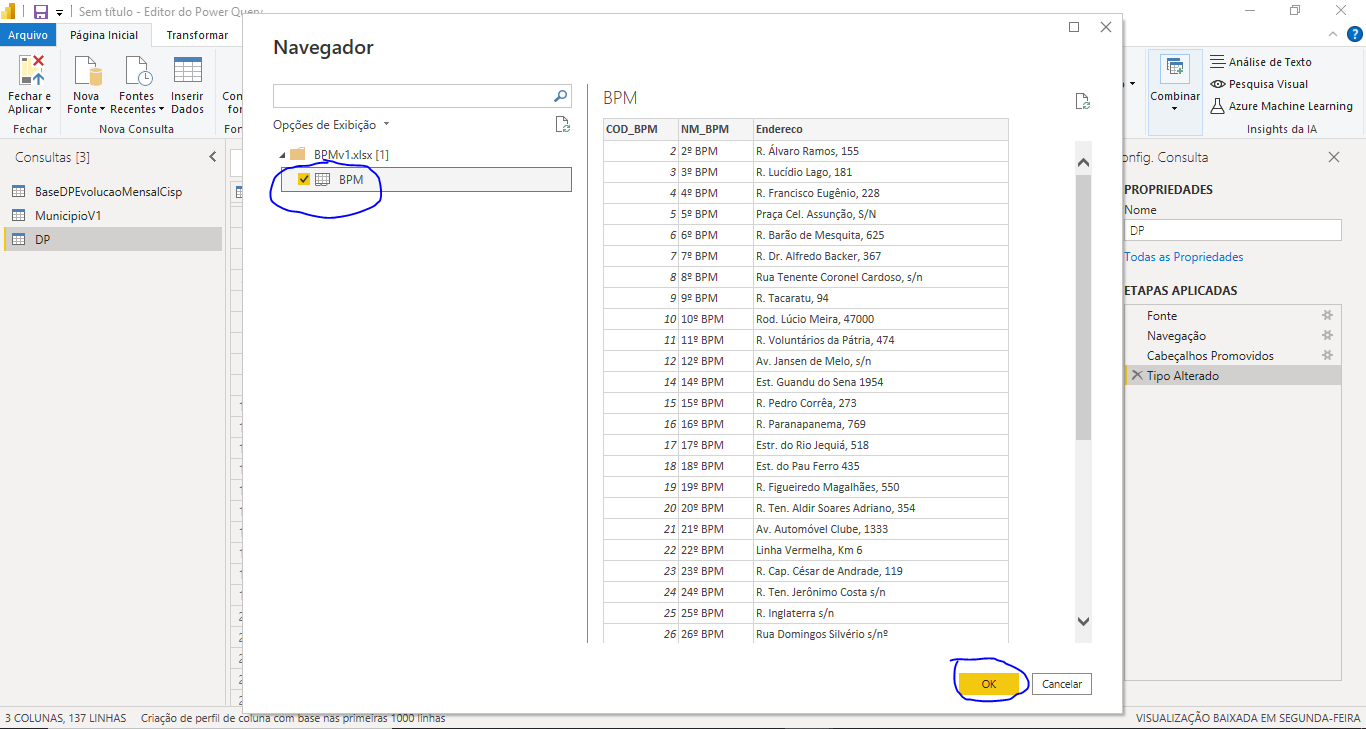 Sem título - Editor do Power Query
Arquivo
Página Inicial
Transformar
Fechar e
Aplicar
Nova
Fonte
Fontes
Recentes
Inserir
Dados
Fechar
Nova Consulta
Combinar
Análise de Texto
Pesquisa Visual
Azure Machine Learning
Insights da IA
Consultas [3]
BaseDPEvolucaoMensalCisp
MunicipioV1
DP
Navegador
Opções de Exibição
BPMv1.xlsx [1]
BPM
BPM
COD_BPM NM_BPM Endereco
2 2º BPM R. Álvaro Ramos, 155
3 3º BPM R. Lucídio Lago, 181
4 4º BPM R. Francisco Eugênio, 228
5 5º BPM Praça Cel. Assunção, S/N
6 6º BPM R. Barão de Mesquita, 625
7 7º BPM R. Dr. Alfredo Backer, 367
8 8º BPM Rua Tenente Coronel Cardoso, s/n
9 9º BPM R. Tacaratu, 94
10 10º BPM Rod. Lúcio Meira, 47000
11 11º BPM R. Voluntários da Pátria, 474
12 12º BPM Av. Jansen de Melo, s/n
14 14º BPM Est. Guandu do Sena 1954
15 15º BPM R. Pedro Corrêa, 273
16 16º BPM R. Paranapanema, 769
17 17º BPM Estr. do Rio Jequiá, 518
18 18º BPM Est. do Pau Ferro 435
19 19º BPM R. Figueiredo Magalhães, 550
20 20º BPM R. Ten. Aldir Soares Adriano, 354
21 21º BPM Av. Automóvel Clube, 1333
22 22º BPM Linha Vermelha, Km 6
23 23º BPM R. Cap. César de Andrade, 119
24 24º BPM R. Ten. Jerônimo Costa s/n
25 25º BPM R. Inglaterra s/n
26 26º BPM Rua Domingos Silvério s/nº
OK
Cancelar
onfig. Consulta
PROPRIEDADES
Nome
DP
Todas as Propriedades
ETAPAS APLICADAS
Fonte
Navegação
Cabeçalhos Promovidos
Tipo Alterado
3 COLUNAS, 137 LINHAS
Criação de perfil de coluna com base nas primeiras 1000 linhas
VISUALIZAÇÃO BAIXADA EM SEGUNDA-FEIRA